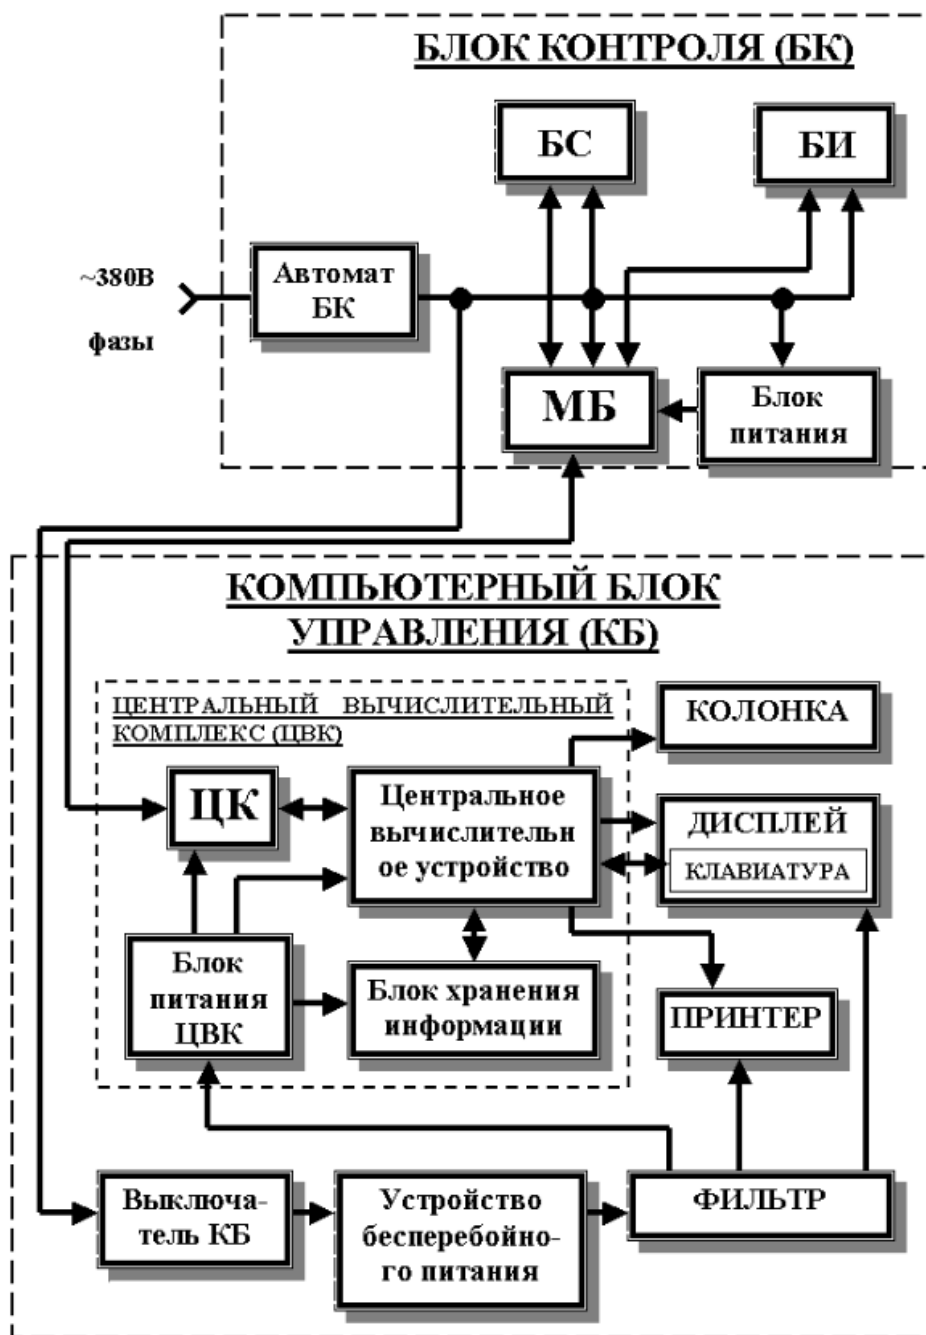 БЛОК КОНТРОЛЯ (БК)
БС
БИ
~380В
фазы
Автомат
БК
МБ
Блок
питания
КОМПЬЮТЕРНЫЙ БЛОК
УПРАВЛЕНИЯ (КБ)
ЦЕНТРАЛЬНЫЙ ВЫЧИСЛИТЕЛЬНЫЙ
КОМПЛЕКС (ЦВК)
КОЛОНКА
ЦК
Центральное
вычислительн
ое устройство
ДИСПЛЕЙ
КЛАВИАТУРА
Блок
питания
ЦВК
Блок хранения
информации
ПРИНТЕР
Выключа-
тель КБ
Устройство
бесперебойно-
го питания
ФИЛЬТР